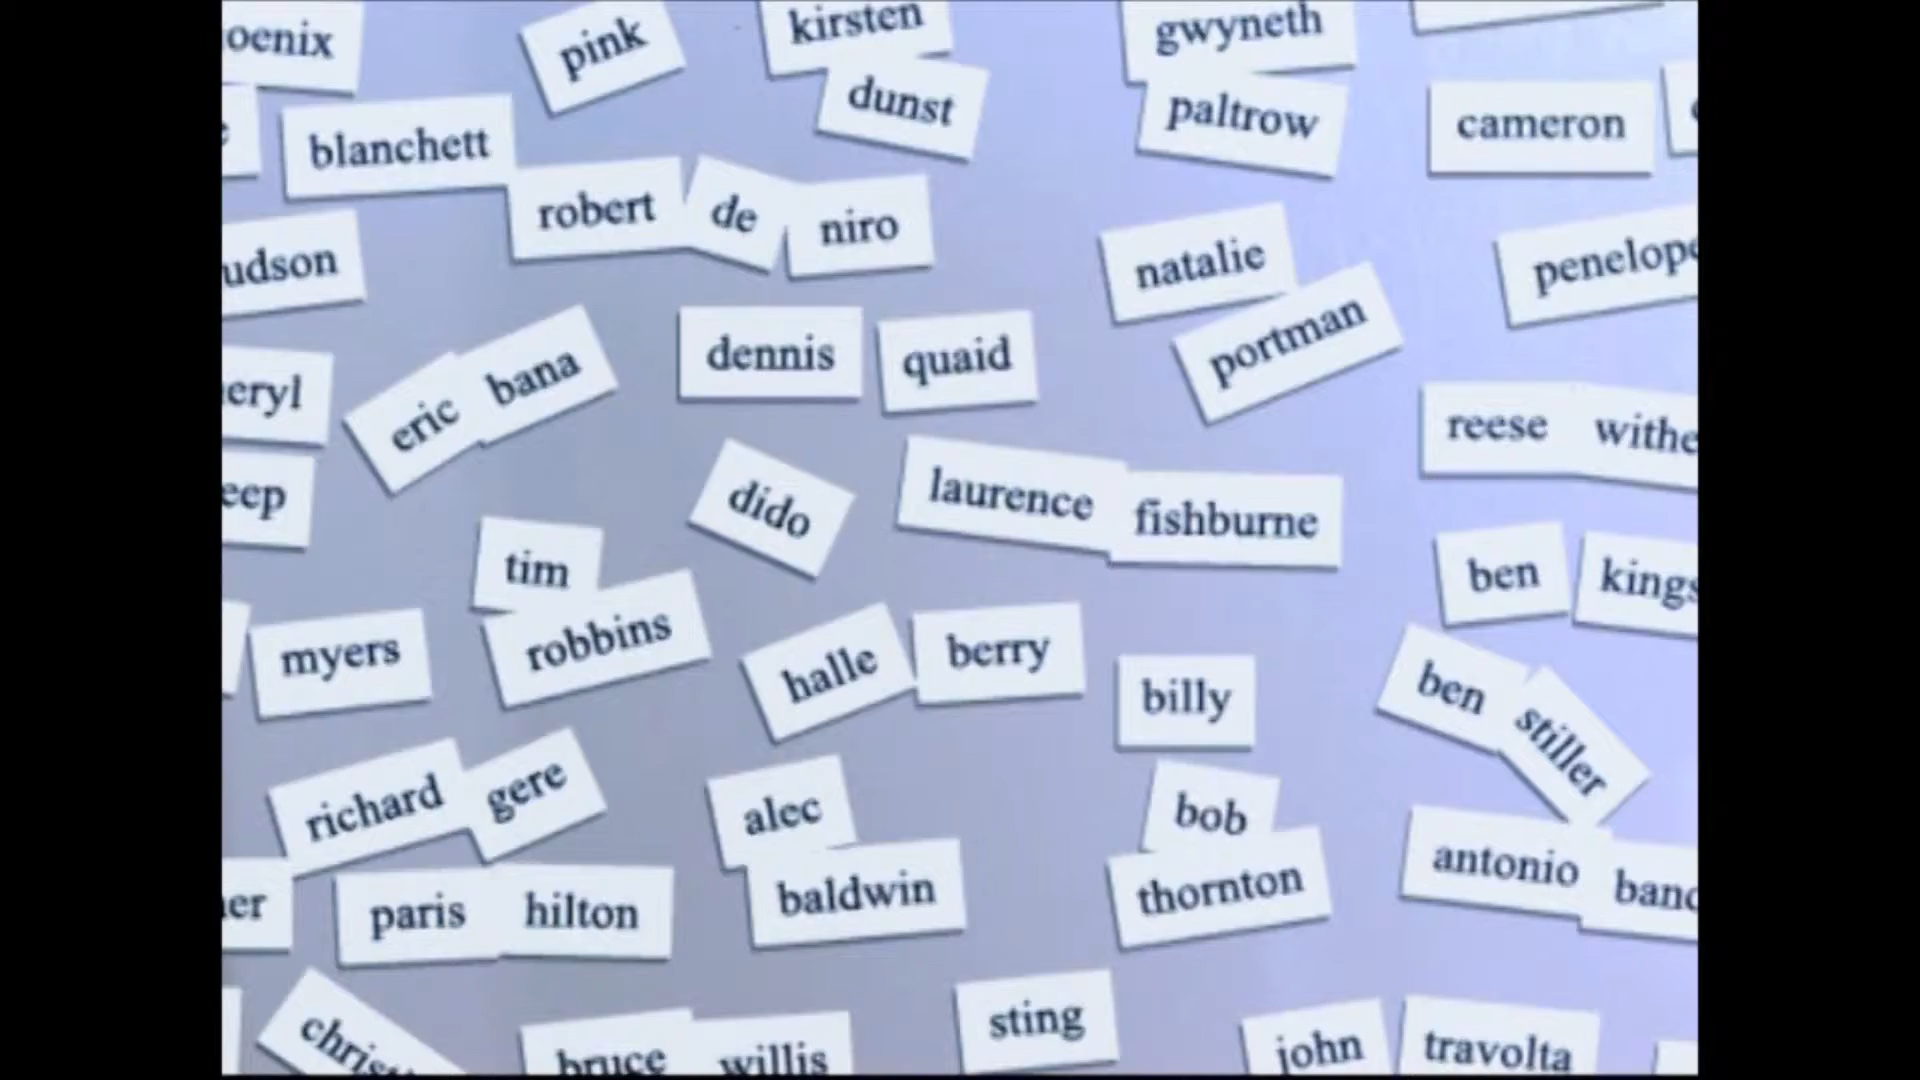 oenix
pink
kirsten
dunst
gwyneth
paltrow
cameron
blanchett
robert de niro
udson
natalie
portman
penelope
eryl
eep
eric bana
dennis quaid
reese withe
dido
laurence fishburne
tim
robbins
ben kings
myers
halle berry
billy
bob
thornton
ben stiller
richard gere
alec
baldwin
antonio band
er
paris hilton
sting
christ
bruce willis
john travolta